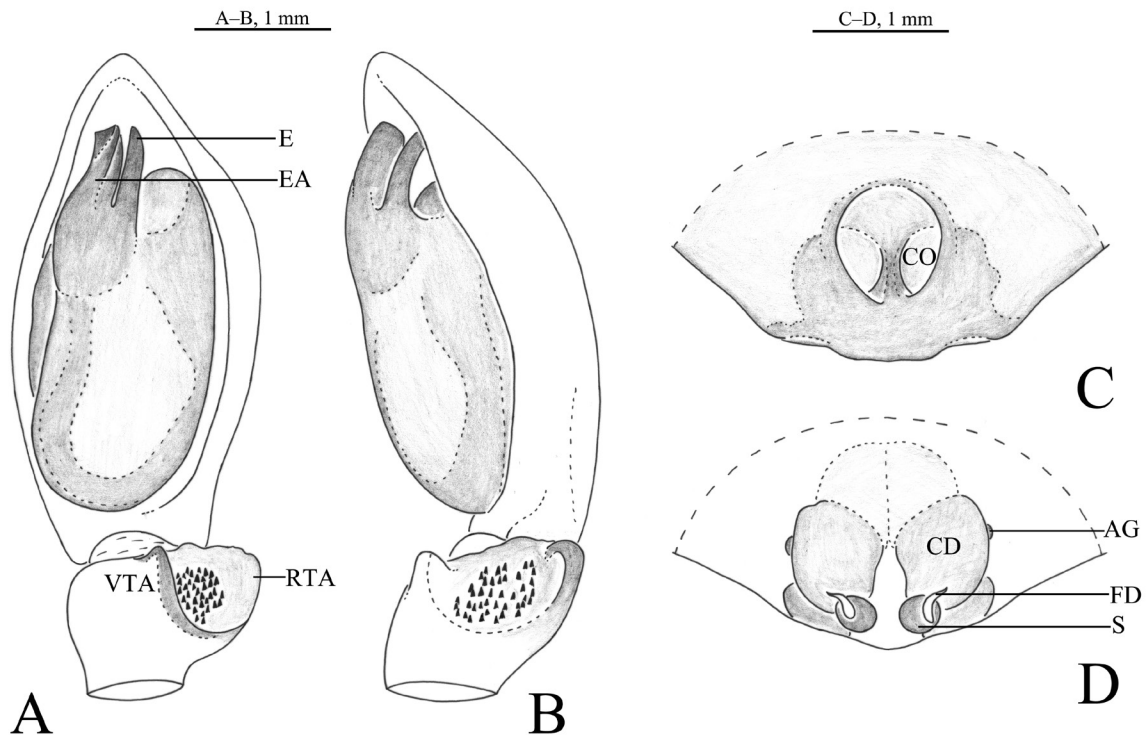 A–B, 1 mm
C–D, 1 mm
E
EA
CO
C
VTA
RTA
A
B
CD
AG
FD
S
D